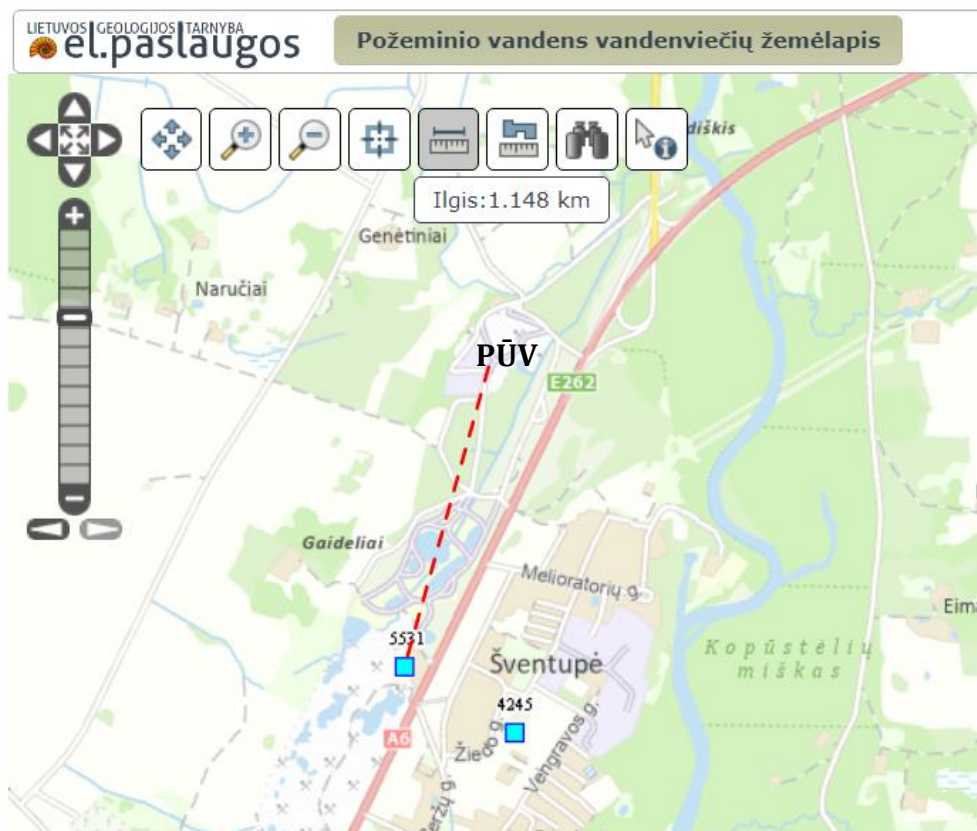 LIETUVOS GEOLOGIJOS TARNYBA
el.paslaugos
Požeminio vandens vandenviečių žemėlapis
diškis
Ilgis:1.148 km
Genėtiniai
Naručiai
PŪV
E262
Gaideliai
Melioratorių g.
Eima
5531
Šventupė
Kopūstėlių
miškas
4245
A6
Žiedo g.
Vengravos g.
Beržų g.